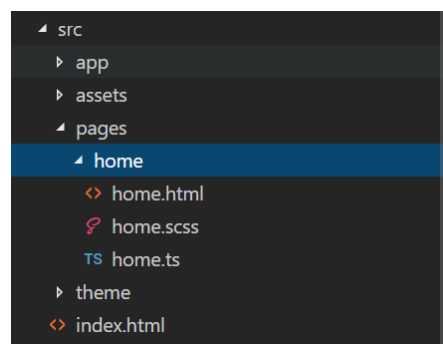 src
app
assets
pages
home
<> home.html
home.scss
TS home.ts
theme
<> index.html